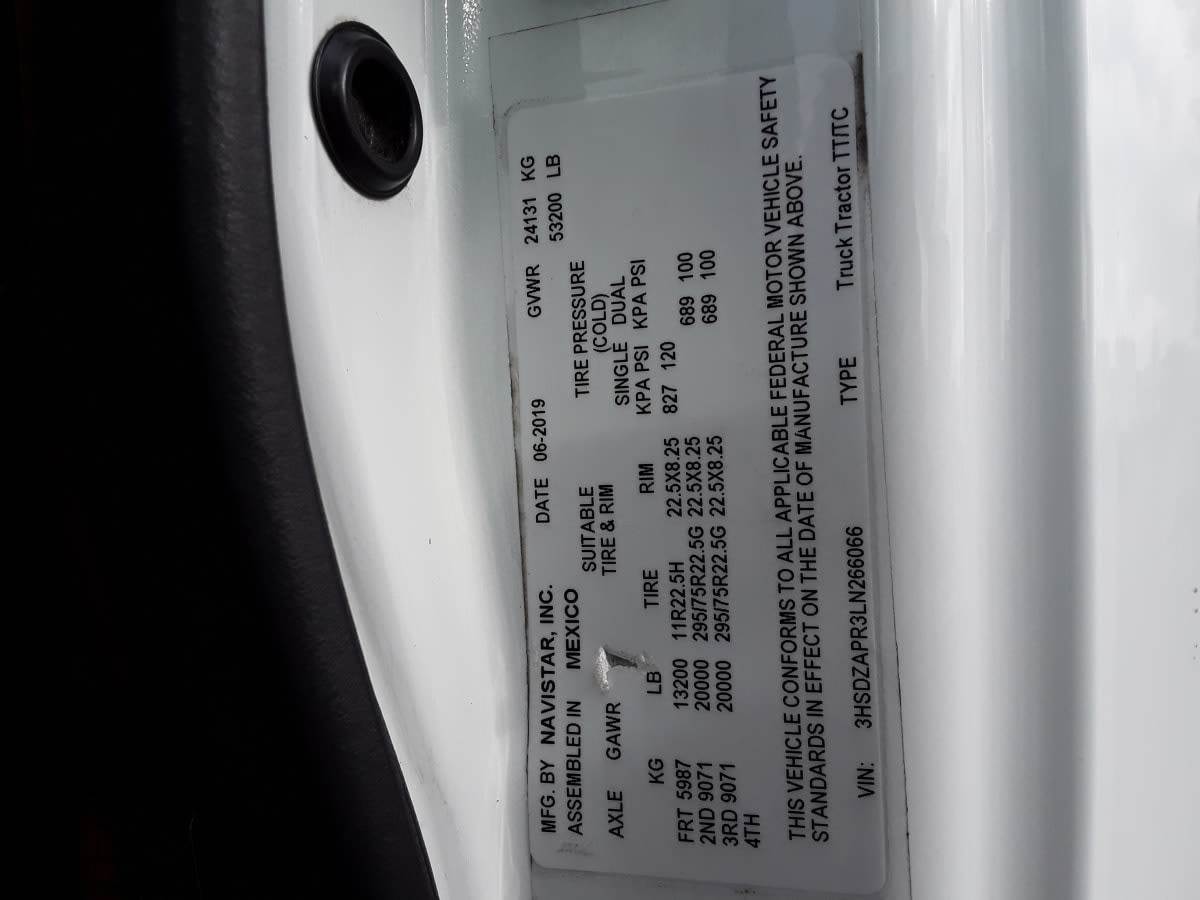 MFG. BY NAVISTAR, INC. DATE 06-2019 GVWR 24131 KG
ASSEMBLED IN MEXICO 53200 LB
SUITABLE TIRE PRESSURE
AXLE GAWR TIRE & RIM (COLD)
SINGLE DUAL
KG LB TIRE RIM KPA PSI KPA PSI
FRT 5987 13200 11R22.5H 22.5X8.25 827 120
2ND 9071 20000 295/75R22.5G 22.5X8.25 689 100
3RD 9071 20000 295/75R22.5G 22.5X8.25 689 100
4TH
THIS VEHICLE CONFORMS TO ALL APPLICABLE FEDERAL MOTOR VEHICLE SAFETY
STANDARDS IN EFFECT ON THE DATE OF MANUFACTURE SHOWN ABOVE.
VIN: 3HSDZAPR3LN266066 TYPE Truck Tractor TT/TC